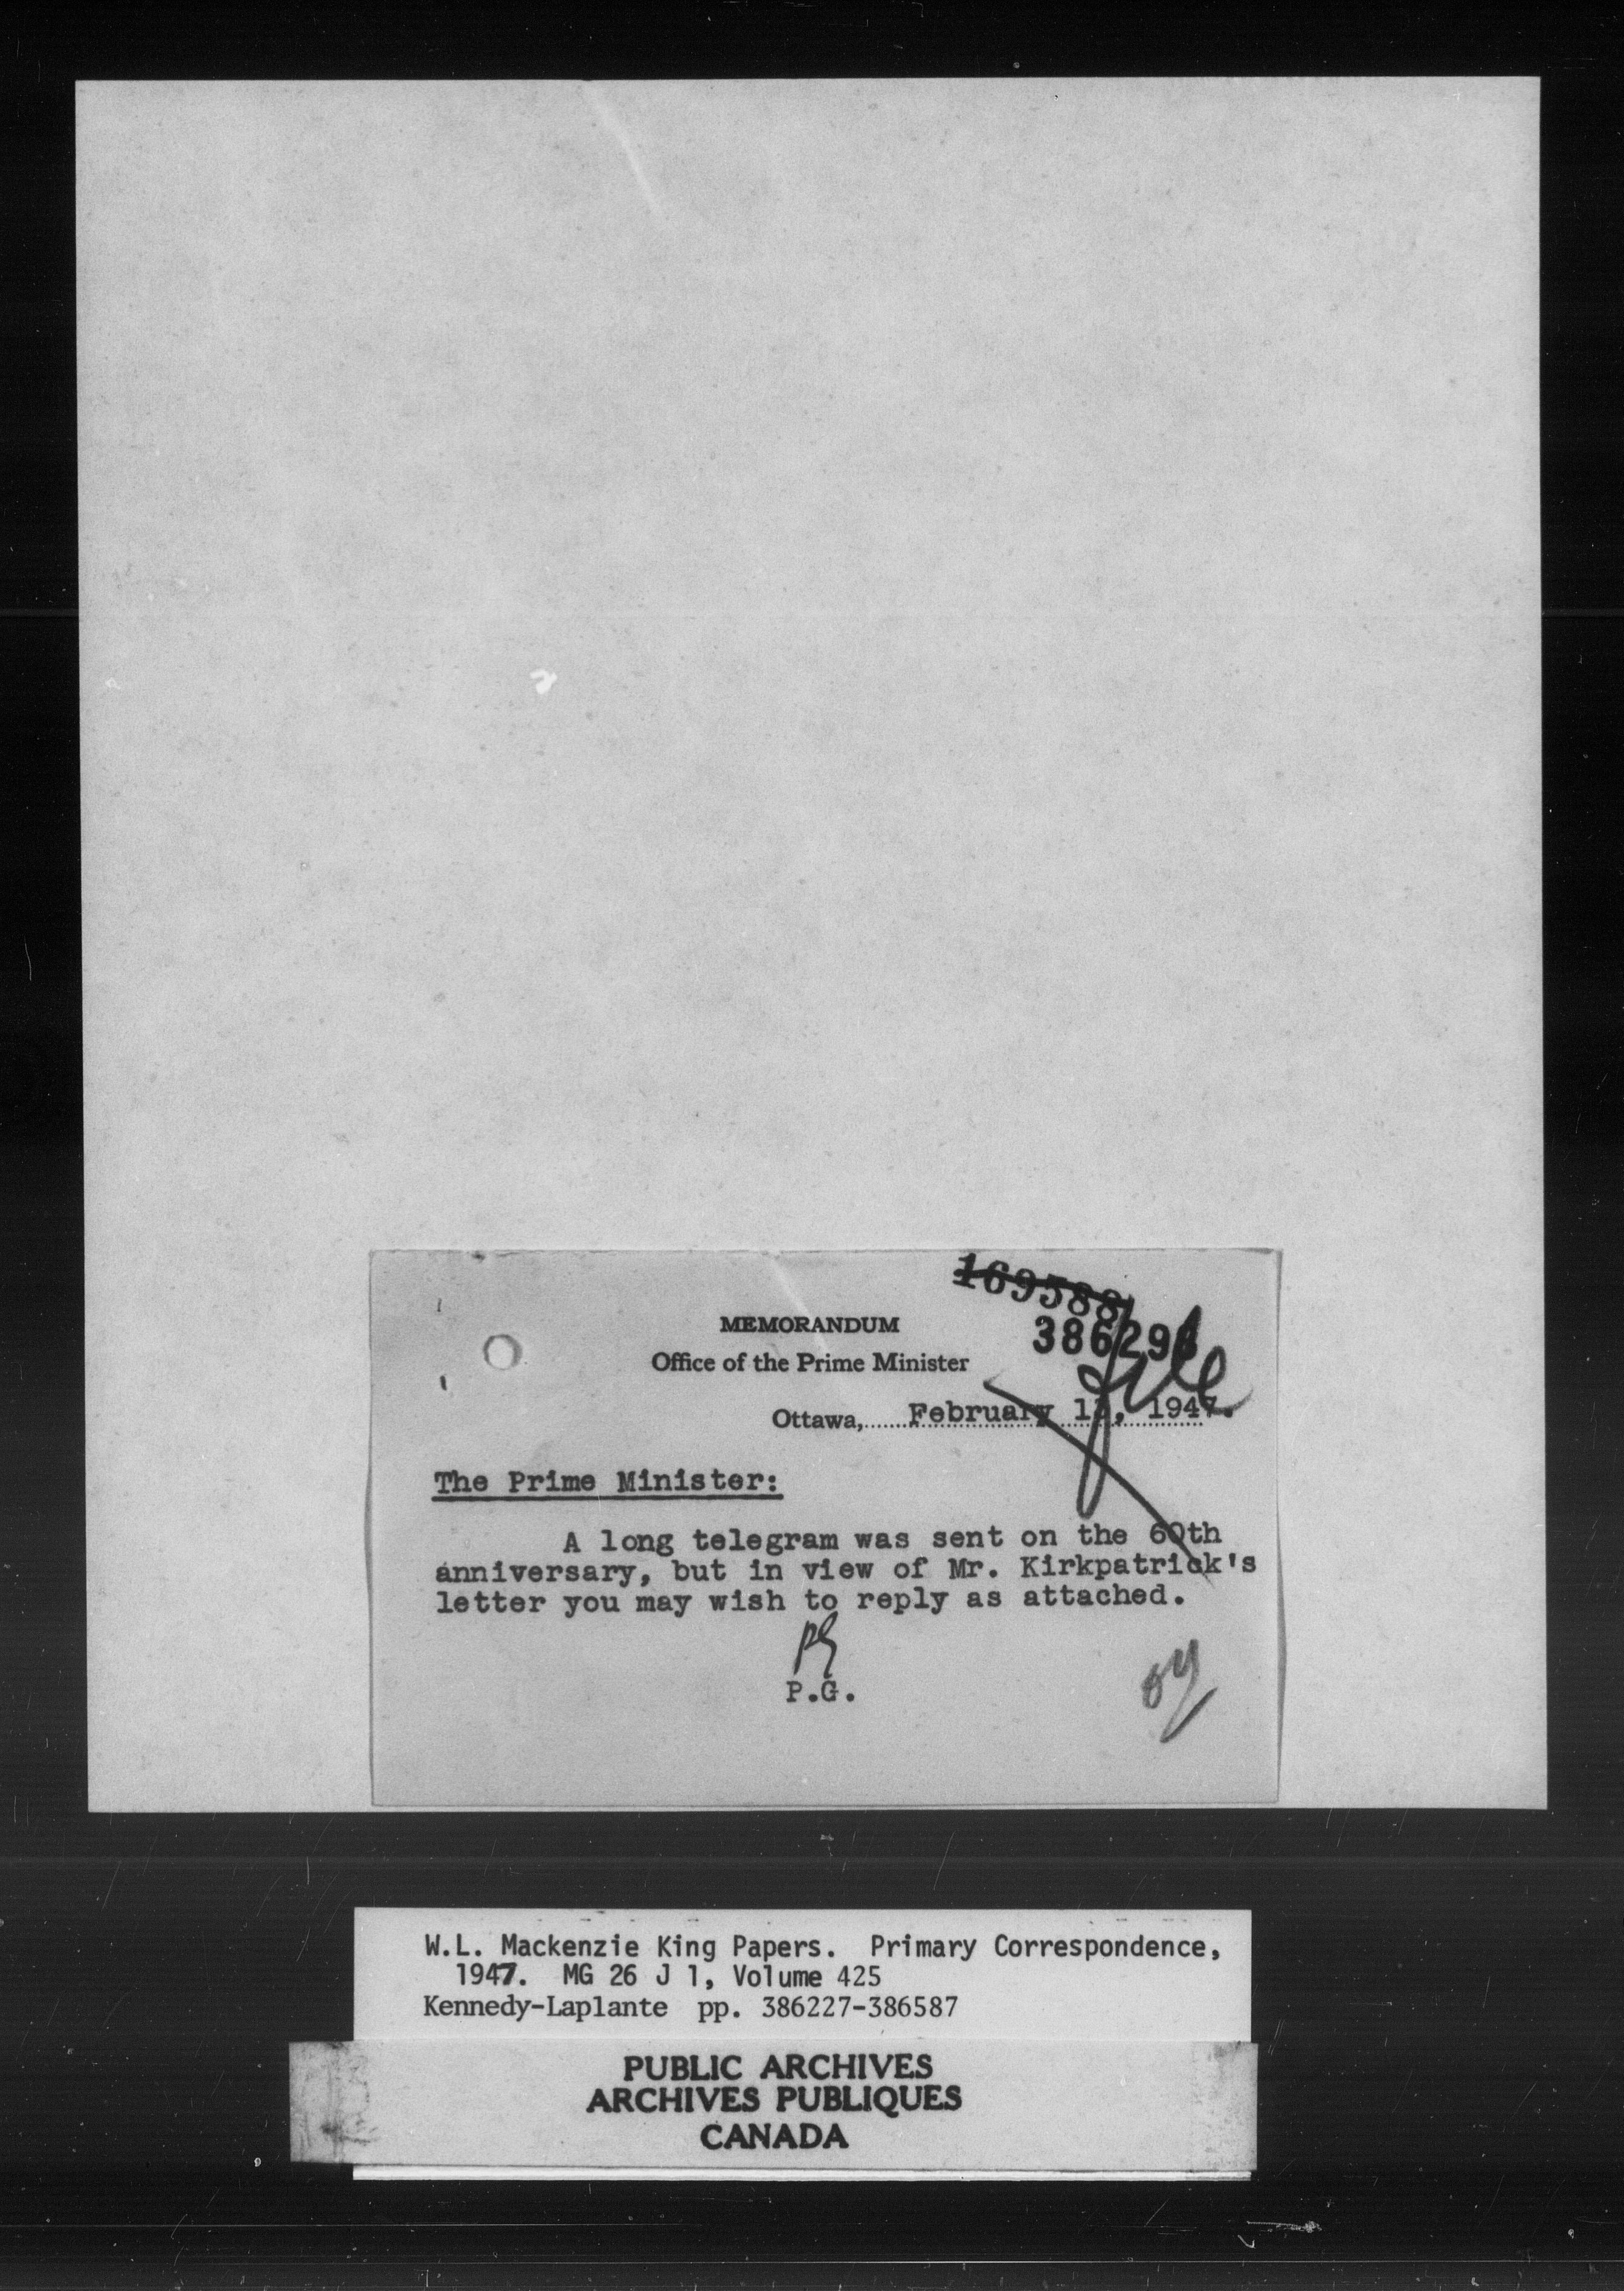 169588
MEMORANDUM
Office of the Prime Minister
file
Ottawa, February , 1947.
The Prime Minister:
A long telegram was sent on the 60th
anniversary, but in view of Mr. Kirkpatrick's
letter you may wish to reply as attached.
P.G.
W.L. Mackenzie King Papers. Primary Correspondence,
1947. MG 26 J 1, Volume 425
Kennedy-Laplante pp. 386227-386587
PUBLIC ARCHIVES
ARCHIVES PUBLIQUES
CANADA